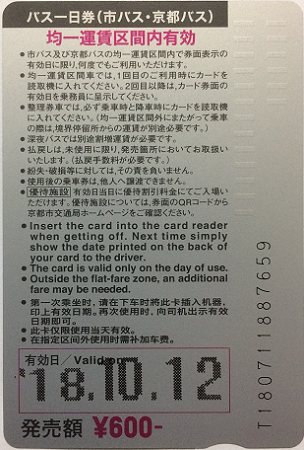 バス一日券(市バス・京都バス)
均一運賃区間内有効
●市バス及び京都バスの均一運賃区間内で券面表示の
有効日に限り、何度でもご利用いただけます。
●均一運賃区間車では、1回目のご利用時にカードを
読取機に入れてください。2回目以降は、カード券面の
有効日を乗務員に呈示してください。
●整理券車では、必ず乗車時と降車時にカードを読取機
に入れてください。(均一運賃区間外にまたがって乗車
の際は、境界停留所からの運賃が別途必要です。)
●深夜バスでは別途割増運賃が必要です。
●払戻しは、未使用に限り、発売箇所においてお取扱い
いたします。(払戻手数料が必要です。)
●紛失・破損等に対しては、その責を負いません。
●使用後の乗車券は、他人へ譲渡できません。
●優待施設 有効日当日に優待割引料金にてご入場い
ただけます。優待施設については、券面のQRコードから
京都市交通局ホームページをご確認ください。
●Insert the card into the card reader
when getting off. Next time simply
show the date printed on the back of
your card to the driver.
●The card is valid only on the day of use.
●Outside the flat-fare zone, an additional
fare may be needed.
●第一次乘坐时,请在下车时将此卡插入机器。
印上有效日期。再次使用时,向司机出示有效
日期即可。
●此卡仅限使用当天有效。
●在指定区间外使用时需补加车费。
有効日/Valid on
'18.10.12
発売額 ¥600-
T18071118887659